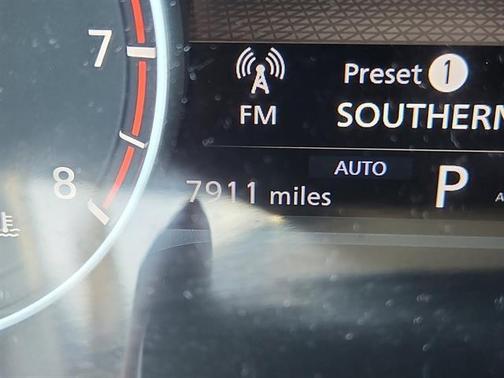 7
8
FM
Preset 1
SOUTHERN
AUTO
P
7911 miles